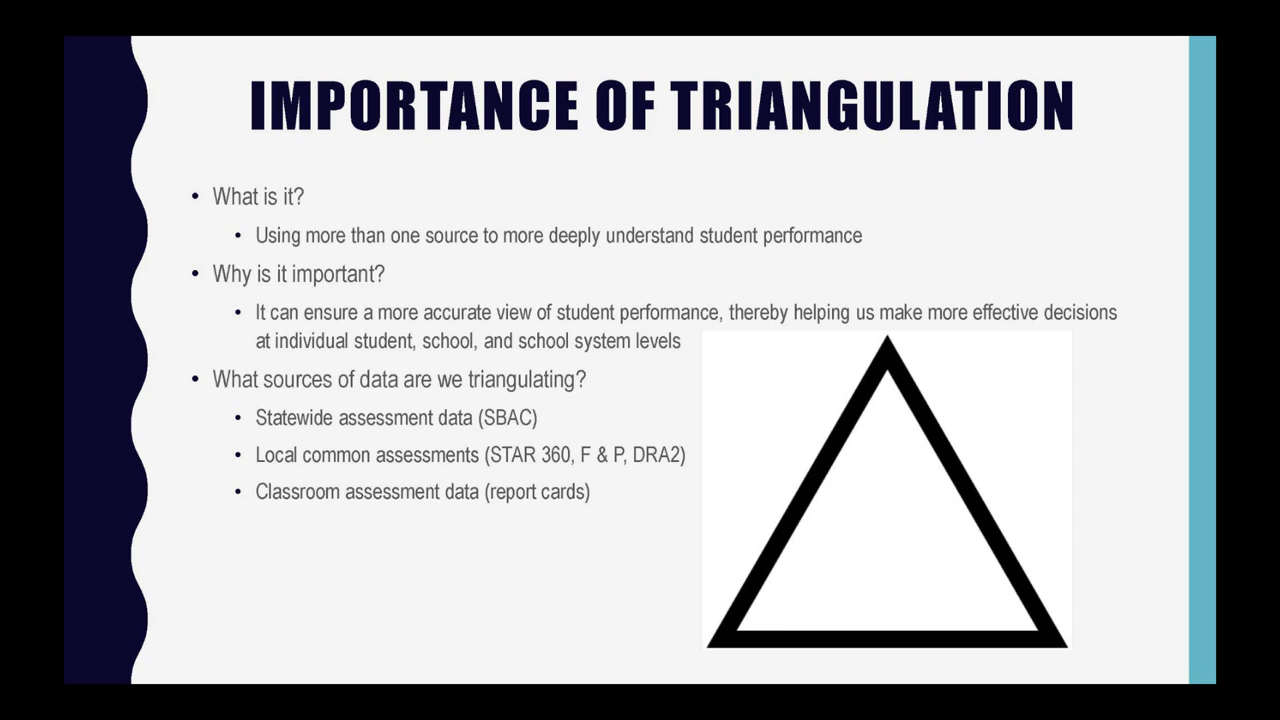 IMPORTANCE OF TRIANGULATION
• What is it?
• Using more than one source to more deeply understand student performance
• Why is it important?
• It can ensure a more accurate view of student performance, thereby helping us make more effective decisions
at individual student, school, and school system levels
• What sources of data are we triangulating?
• Statewide assessment data (SBAC)
• Local common assessments (STAR 360, F & P, DRA2)
• Classroom assessment data (report cards)